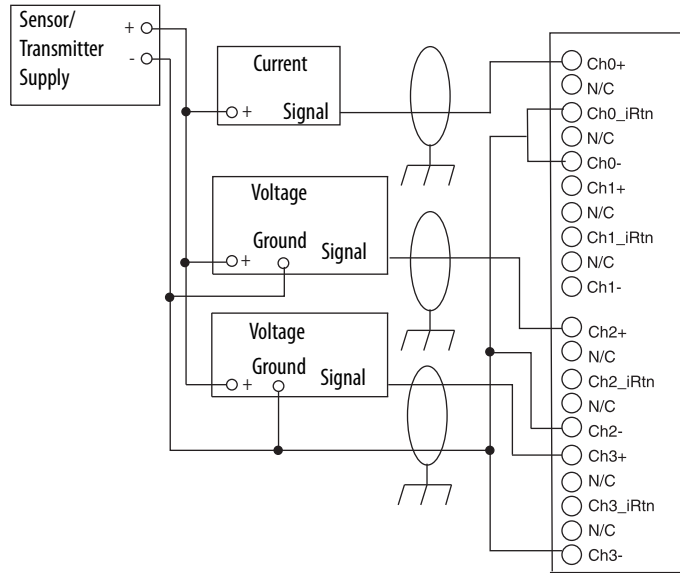 Sensor/
Transmitter
Supply
+
-
Current
+ Signal
Voltage
Ground
+ Signal
Voltage
Ground
+ Signal
Ch0+
N/C
Ch0_iRtn
N/C
Ch0-
Ch1+
N/C
Ch1_iRtn
N/C
Ch1-
Ch2+
N/C
Ch2_iRtn
N/C
Ch2-
Ch3+
N/C
Ch3_iRtn
N/C
Ch3-